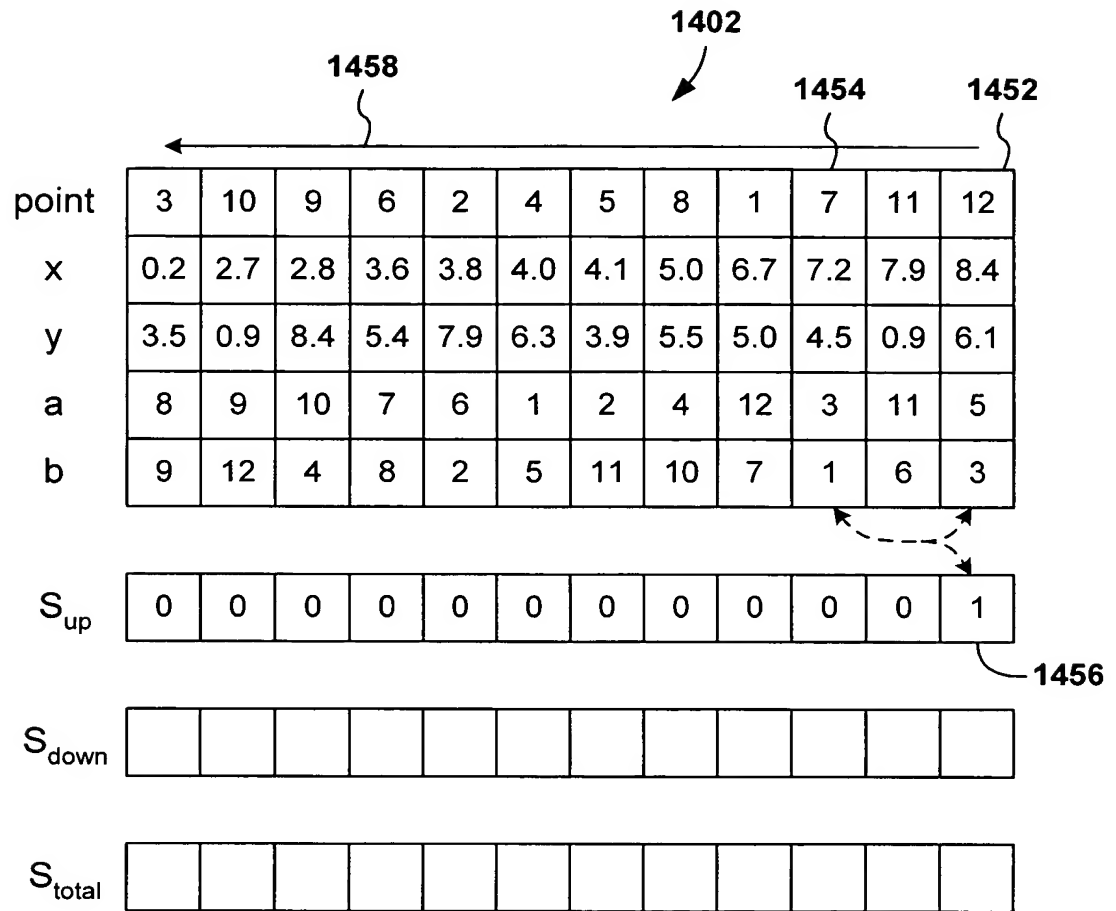 1402
1458
1454
1452
point 3 10 9 6 2 4 5 8 1 7 11 12
x 0.2 2.7 2.8 3.6 3.8 4.0 4.1 5.0 6.7 7.2 7.9 8.4
y 3.5 0.9 8.4 5.4 7.9 6.3 3.9 5.5 5.0 4.5 0.9 6.1
a 8 9 10 7 6 1 2 4 12 3 11 5
b 9 12 4 8 2 5 11 10 7 1 6 3
Sup 0 0 0 0 0 0 0 0 0 0 0 1
1456
Sdown
Stotal